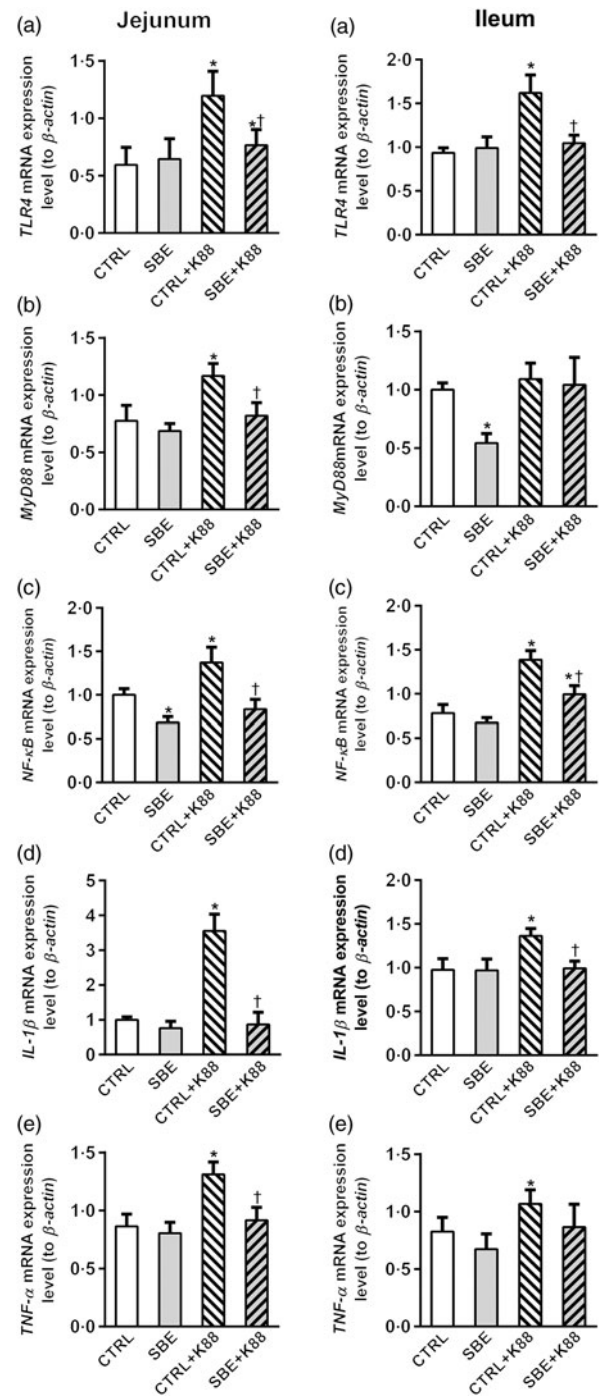 Jejunum
(a)
TLR4 mRNA expression
level (to β-actin)
1·5
1·0
0·5
0·0
*
*†
CTRL
SBE
CTRL+K88
SBE+K88
(b)
MyD88 mRNA expression
level (to β-actin)
1·5
1·0
0·5
0·0
*
†
CTRL
SBE
CTRL+K88
SBE+K88
(c)
NF-κB mRNA expression
level (to β-actin)
2·0
1·5
1·0
0·5
0·0
*
*
†
CTRL
SBE
CTRL+K88
SBE+K88
(d)
IL-1β mRNA expression
level (to β-actin)
5
4
3
2
1
0
*
†
CTRL
SBE
CTRL+K88
SBE+K88
(e)
TNF-α mRNA expression
level (to β-actin)
1·5
1·0
0·5
0·0
*
†
CTRL
SBE
CTRL+K88
SBE+K88
Ileum
(a)
TLR4 mRNA expression
level (to β-actin)
2·0
1·5
1·0
0·5
0·0
*
†
CTRL
SBE
CTRL+K88
SBE+K88
(b)
MyD88mRNA expression
level (to β-actin)
1·5
1·0
0·5
0·0
*
CTRL
SBE
CTRL+K88
SBE+K88
(c)
NF-κB mRNA expression
level (to β-actin)
2·0
1·5
1·0
0·5
0·0
*
*†
CTRL
SBE
CTRL+K88
SBE+K88
(d)
IL-1β mRNA expression
level (to β-actin)
2·0
1·5
1·0
0·5
0·0
*
†
CTRL
SBE
CTRL+K88
SBE+K88
(e)
TNF-α mRNA expression
level (to β-actin)
1·5
1·0
0·5
0·0
*
CTRL
SBE
CTRL+K88
SBE+K88